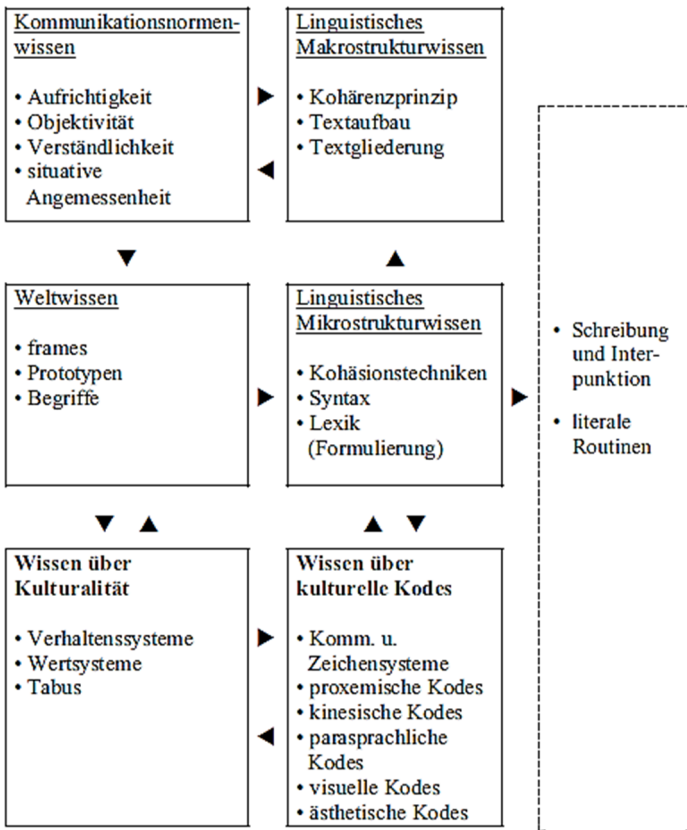 Kommunikationsnormen-
wissen
• Aufrichtigkeit
• Objektivität
• Verständlichkeit
• situative
Angemessenheit
Linguistisches
Makrostrukturwissen
• Kohärenzprinzip
• Textaufbau
• Textgliederung
Weltwissen
• frames
• Prototypen
• Begriffe
Linguistisches
Mikrostrukturwissen
• Kohäsionstechniken
• Syntax
• Lexik
(Formulierung)
• Schreibung
und Inter-
punktion
• literale
Routinen
Wissen über
Kulturalität
• Verhaltenssysteme
• Wertsysteme
• Tabus
Wissen über
kulturelle Kodes
• Komm. u.
Zeichensysteme
• proxemische Kodes
• kinesische Kodes
• parasprachliche
Kodes
• visuelle Kodes
• ästhetische Kodes